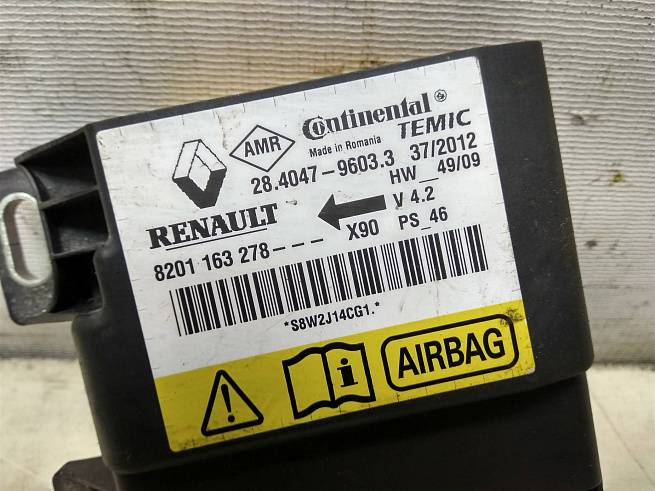 AMR
Continental®
TEMIC
Made in Romania
28.4047-9603.3 37/2012
HW__49/09
RENAULT
V 4.2
8201 163 278--- X90 PS_46
*S8W2J14CG1.*
AIRBAG